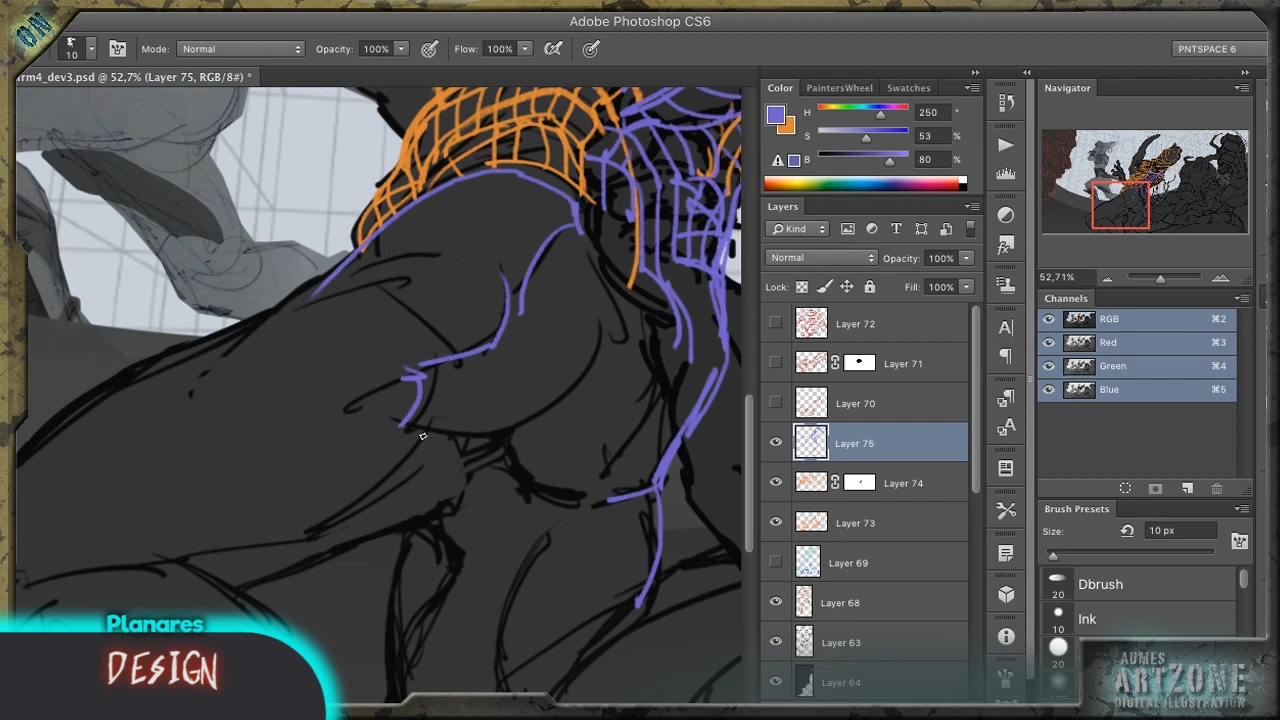 ON
Adobe Photoshop CS6
10
Mode: Normal
Opacity: 100%
Flow: 100%
PNTSPACE 6
rm4_dev3.psd @ 52,7% (Layer 75, RGB/8#) *
Color
PaintersWheel
Swatches
H 250 °
S 53 %
B 80 %
Layers
Kind
Normal
Opacity: 100%
Lock:
Fill: 100%
Layer 72
Layer 71
Layer 70
Layer 75
Layer 74
Layer 73
Layer 69
Layer 68
Layer 63
Layer 64
Navigator
52,71%
Channels
RGB ⌘2
Red ⌘3
Green ⌘4
Blue ⌘5
Brush Presets
Size: 10 px
20 Dbrush
10 Ink
20
Planares
DESIGN
AUMES
ARTZONE
DIGITAL ILLUSTRATION